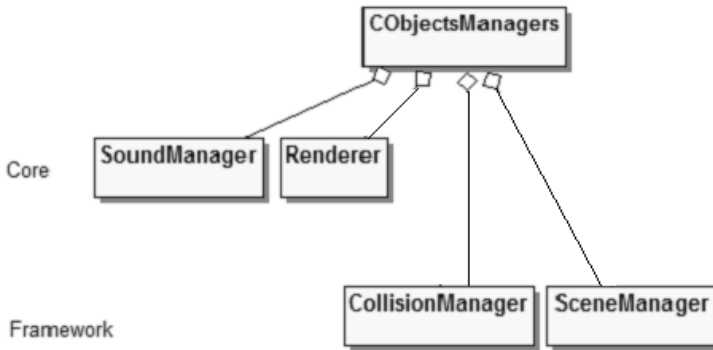 CObjectsManagers
Core
SoundManager
Renderer
CollisionManager
SceneManager
Framework